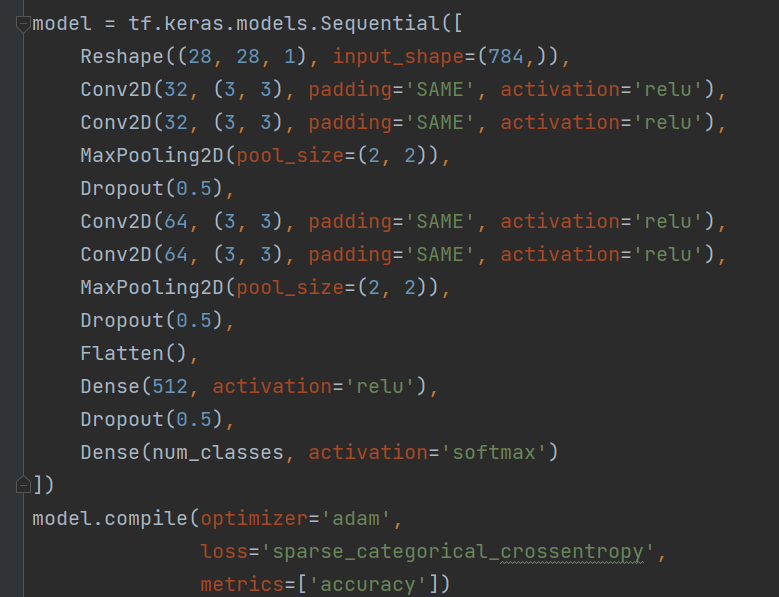 model = tf.keras.models.Sequential([
    Reshape((28, 28, 1), input_shape=(784,)),
    Conv2D(32, (3, 3), padding='SAME', activation='relu'),
    Conv2D(32, (3, 3), padding='SAME', activation='relu'),
    MaxPooling2D(pool_size=(2, 2)),
    Dropout(0.5),
    Conv2D(64, (3, 3), padding='SAME', activation='relu'),
    Conv2D(64, (3, 3), padding='SAME', activation='relu'),
    MaxPooling2D(pool_size=(2, 2)),
    Dropout(0.5),
    Flatten(),
    Dense(512, activation='relu'),
    Dropout(0.5),
    Dense(num_classes, activation='softmax')
])
model.compile(optimizer='adam',
              loss='sparse_categorical_crossentropy',
              metrics=['accuracy'])